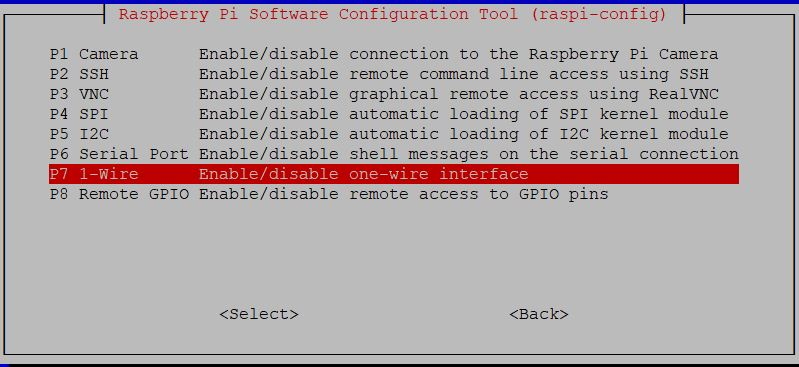 Raspberry Pi Software Configuration Tool (raspi-config)
P1 Camera Enable/disable connection to the Raspberry Pi Camera
P2 SSH Enable/disable remote command line access using SSH
P3 VNC Enable/disable graphical remote access using RealVNC
P4 SPI Enable/disable automatic loading of SPI kernel module
P5 I2C Enable/disable automatic loading of I2C kernel module
P6 Serial Port Enable/disable shell messages on the serial connection
P7 1-Wire Enable/disable one-wire interface
P8 Remote GPIO Enable/disable remote access to GPIO pins
<Select> <Back>